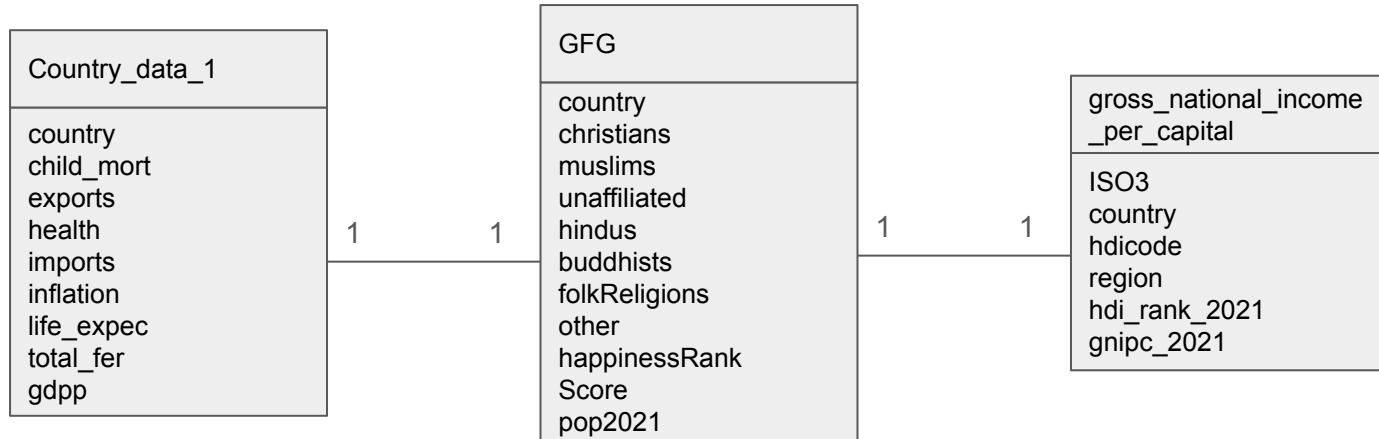 Country_data_1
country
child_mort
exports
health
imports
inflation
life_expec
total_fer
gdpp
1
1
GFG
country
christians
muslims
unaffiliated
hindus
buddhists
folkReligions
other
happinessRank
Score
pop2021
1
1
gross_national_income
_per_capital
ISO3
country
hdicode
region
hdi_rank_2021
gnipc_2021